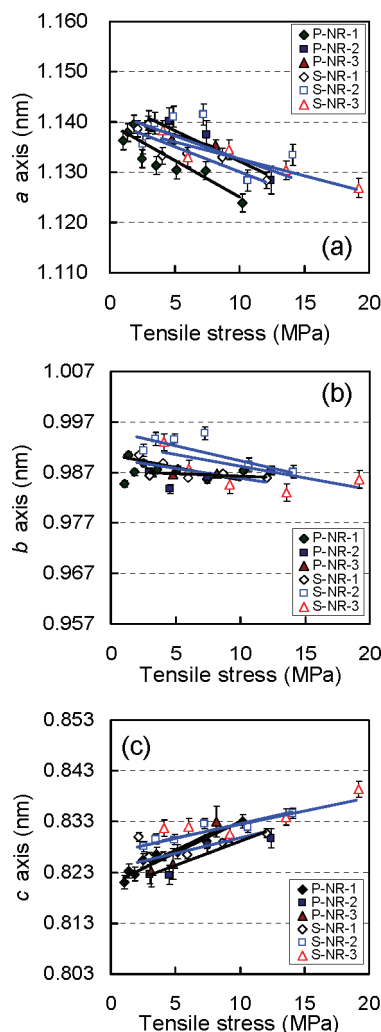 1.160
1.150
1.140
1.130
1.120
1.110
a axis (nm)
P-NR-1
P-NR-2
P-NR-3
S-NR-1
S-NR-2
S-NR-3
(a)
0 5 10 15 20
Tensile stress (MPa)
1.007
0.997
0.987
0.977
0.967
0.957
b axis (nm)
(b)
P-NR-1
P-NR-2
P-NR-3
S-NR-1
S-NR-2
S-NR-3
0 5 10 15 20
Tensile stress (MPa)
0.853
0.843
0.833
0.823
0.813
0.803
c axis (nm)
(c)
P-NR-1
P-NR-2
P-NR-3
S-NR-1
S-NR-2
S-NR-3
0 5 10 15 20
Tensile stress (MPa)